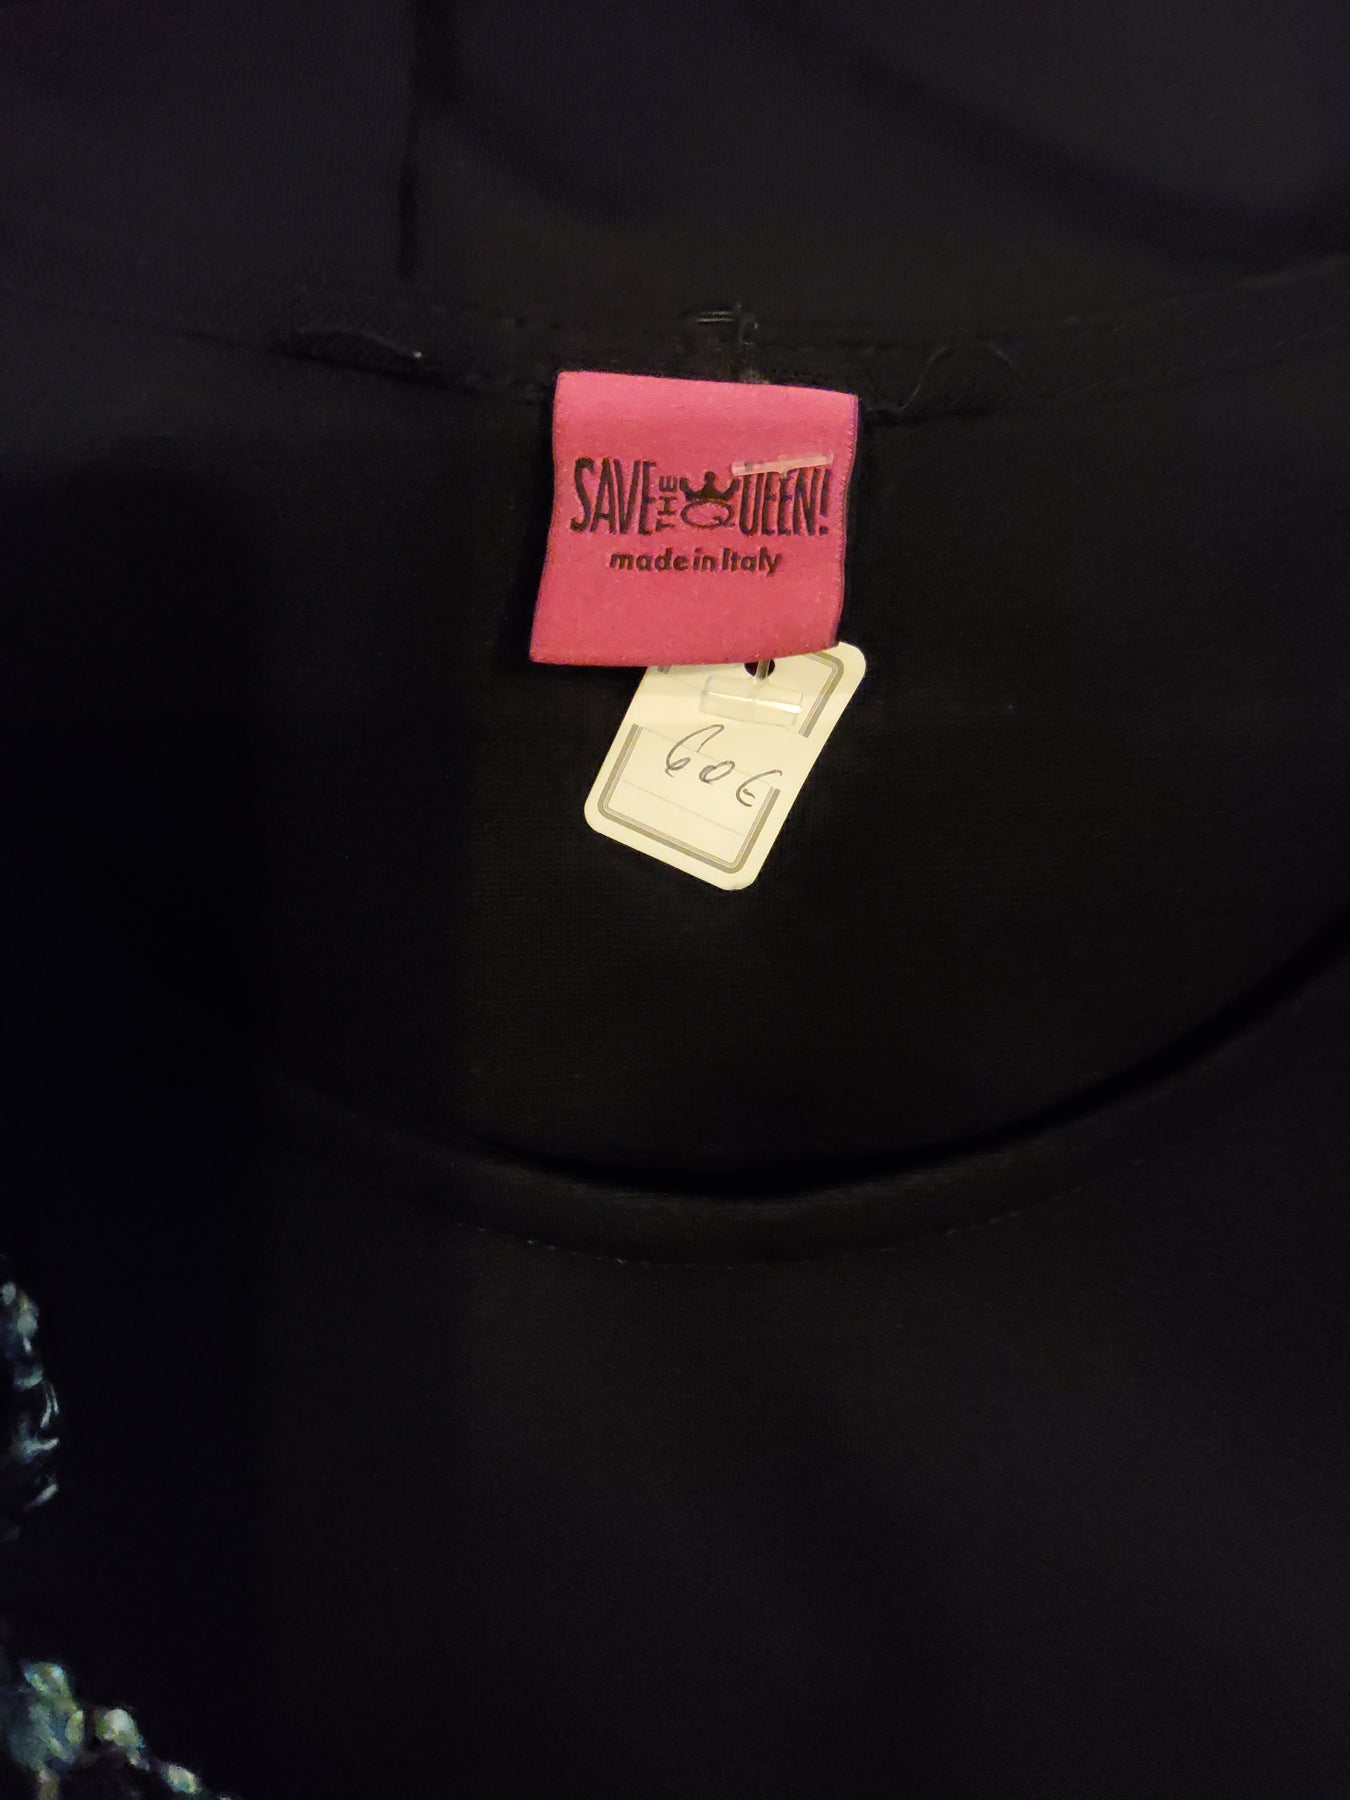 SAVE THE QUEEN!
made in Italy
60€